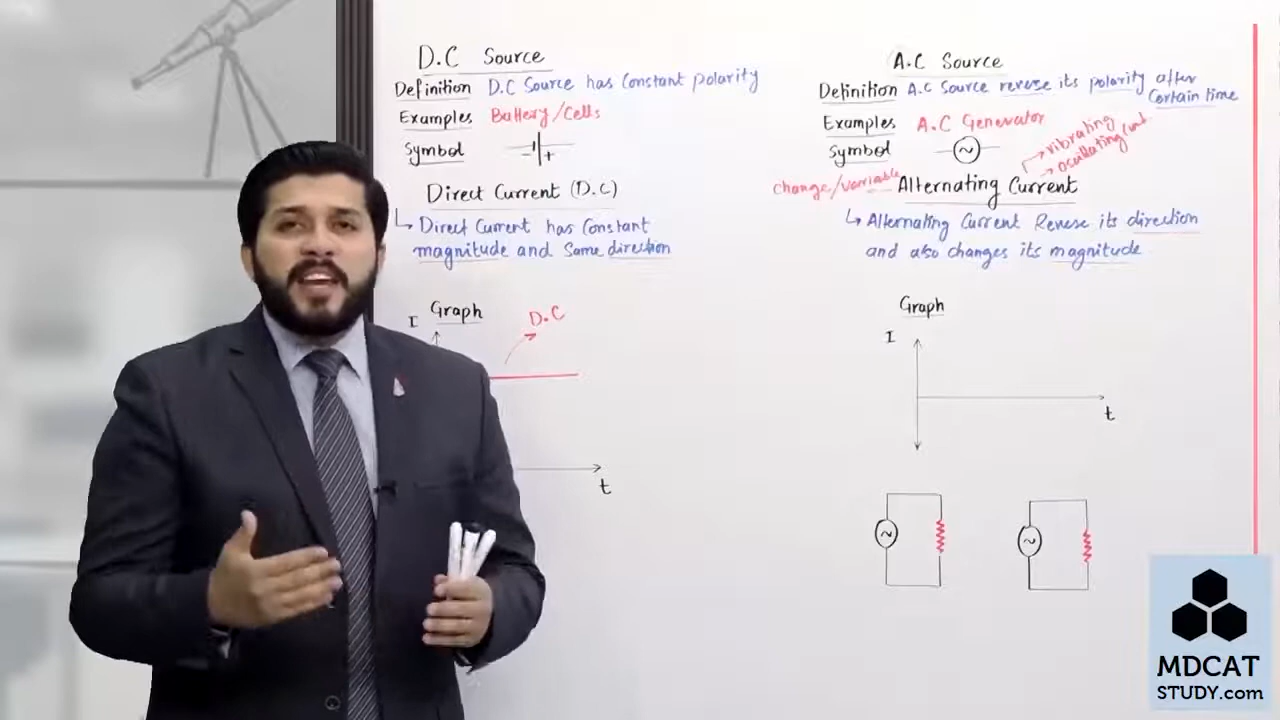 D.C Source
Definition D.C Source has Constant polarity
Examples Battery/Cells
Symbol - +
Direct Current (D.C)
Direct Current has Constant
magnitude and Same direction
Graph
I
D.C
t
A.C Source
Definition A.C Source reverse its polarity after
Certain time
Examples A.C Generator
Symbol ~
vibrating
oscillating
change/variable Alternating Current
Alternating Current Reverse its direction
and also changes its magnitude
Graph
I
t
~ ~
MDCAT
STUDY.com